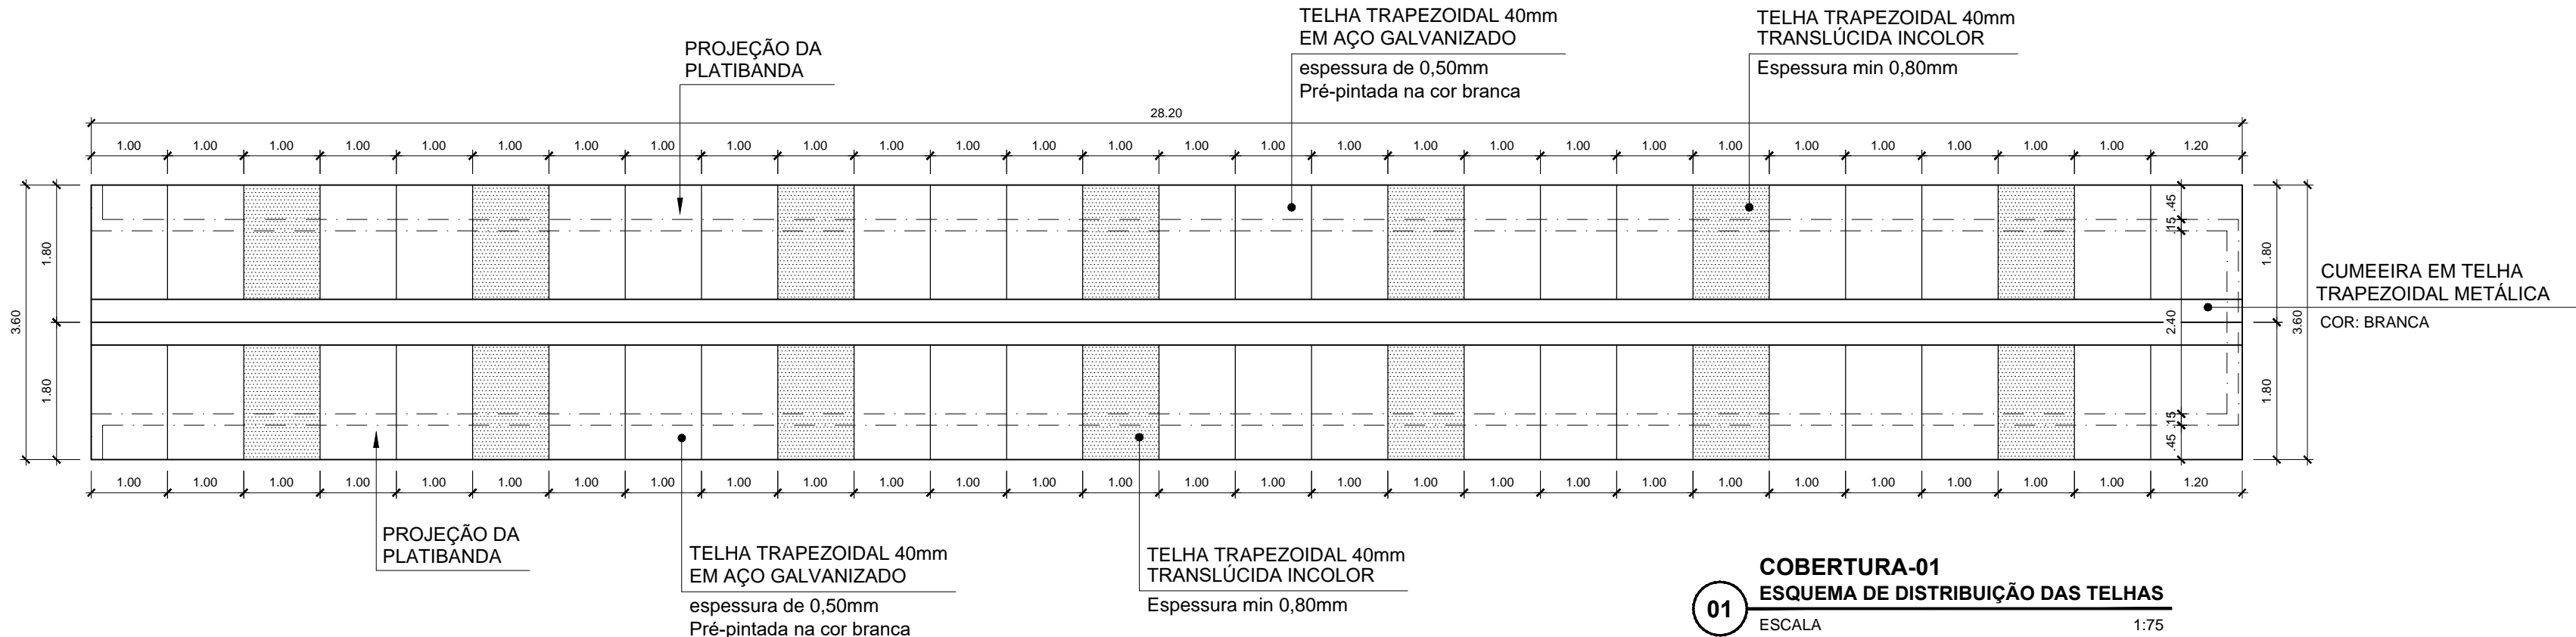 TELHA TRAPEZOIDAL 40mm
EM AÇO GALVANIZADO
espessura de 0,50mm
Pré-pintada na cor branca
TELHA TRAPEZOIDAL 40mm
TRANSLÚCIDA INCOLOR
Espessura min 0,80mm
PROJEÇÃO DA
PLATIBANDA
28.20
1.00 1.00 1.00 1.00 1.00 1.00 1.00 1.00 1.00 1.00 1.00 1.00 1.00 1.00 1.00 1.00 1.00 1.00 1.00 1.00 1.00 1.00 1.00 1.00 1.00 1.00 1.00 1.20
3.60
1.80
1.80
.45
.15
2.40
.15
.45
1.80
1.80
3.60
CUMEEIRA EM TELHA
TRAPEZOIDAL METÁLICA
COR: BRANCA
1.00 1.00 1.00 1.00 1.00 1.00 1.00 1.00 1.00 1.00 1.00 1.00 1.00 1.00 1.00 1.00 1.00 1.00 1.00 1.00 1.00 1.00 1.00 1.00 1.00 1.00 1.00 1.20
PROJEÇÃO DA
PLATIBANDA
TELHA TRAPEZOIDAL 40mm
EM AÇO GALVANIZADO
espessura de 0,50mm
Pré-pintada na cor branca
TELHA TRAPEZOIDAL 40mm
TRANSLÚCIDA INCOLOR
Espessura min 0,80mm
01
COBERTURA-01
ESQUEMA DE DISTRIBUIÇÃO DAS TELHAS
ESCALA 1:75